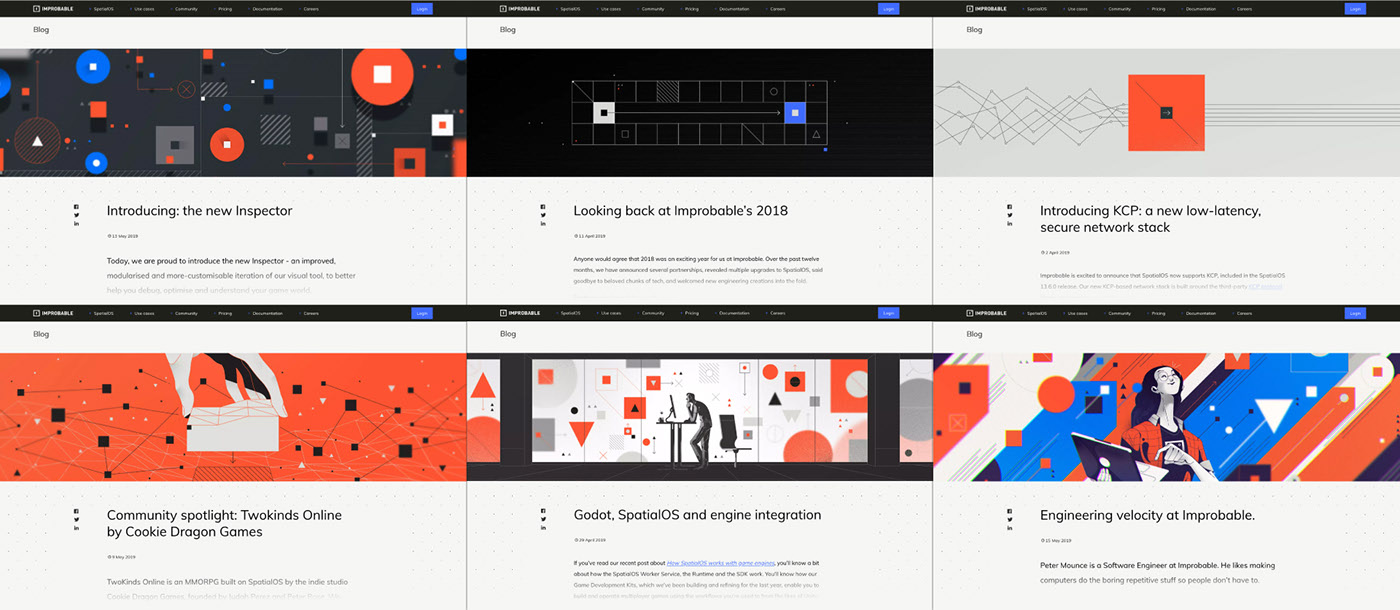 IMPROBABLE SpatialOS Use cases Community Pricing Documentation Careers Login
Blog
Introducing: the new Inspector
13 May 2019
Today, we are proud to introduce the new Inspector - an improved,
modularised and more-customisable iteration of our visual tool, to better
help you debug, optimise and understand your game world.
IMPROBABLE SpatialOS Use cases Community Pricing Documentation Careers Login
Blog
Looking back at Improbable’s 2018
11 April 2019
Anyone would agree that 2018 was an exciting year for us at Improbable. Over the past twelve
months, we have announced several partnerships, revealed multiple upgrades to SpatialOS, said
goodbye to beloved chunks of tech, and welcomed new engineering creations into the fold.
IMPROBABLE SpatialOS Use cases Community Pricing Documentation Careers Login
Blog
Introducing KCP: a new low-latency,
secure network stack
2 April 2019
Improbable is excited to announce that SpatialOS now supports KCP, included in the SpatialOS
13.6.0 release. Our new KCP-based network stack is built around the third-party KCP protocol
IMPROBABLE SpatialOS Use cases Community Pricing Documentation Careers Login
Blog
Community spotlight: Twokinds Online
by Cookie Dragon Games
9 May 2019
TwoKinds Online is an MMORPG built on SpatialOS by the indie studio
Cookie Dragon Games, founded by Judah Perez and Peter
IMPROBABLE SpatialOS Use cases Community Pricing Documentation Careers Login
Blog
Godot, SpatialOS and engine integration
29 April 2019
If you've read our recent post about How SpatialOS works with game engines, you'll know a bit
about how the SpatialOS Worker Service, the Runtime and the SDK work. You'll know how our
Game Development Kits, which we've been building and refining for the last year, enable you to
build and operate multiplayer games using the workflow you're used to from the likes of Unity
IMPROBABLE SpatialOS Use cases Community Pricing Documentation Careers Login
Blog
Engineering velocity at Improbable.
15 May 2019
Peter Mounce is a Software Engineer at Improbable. He likes making
computers do the boring repetitive stuff so people don't have to.